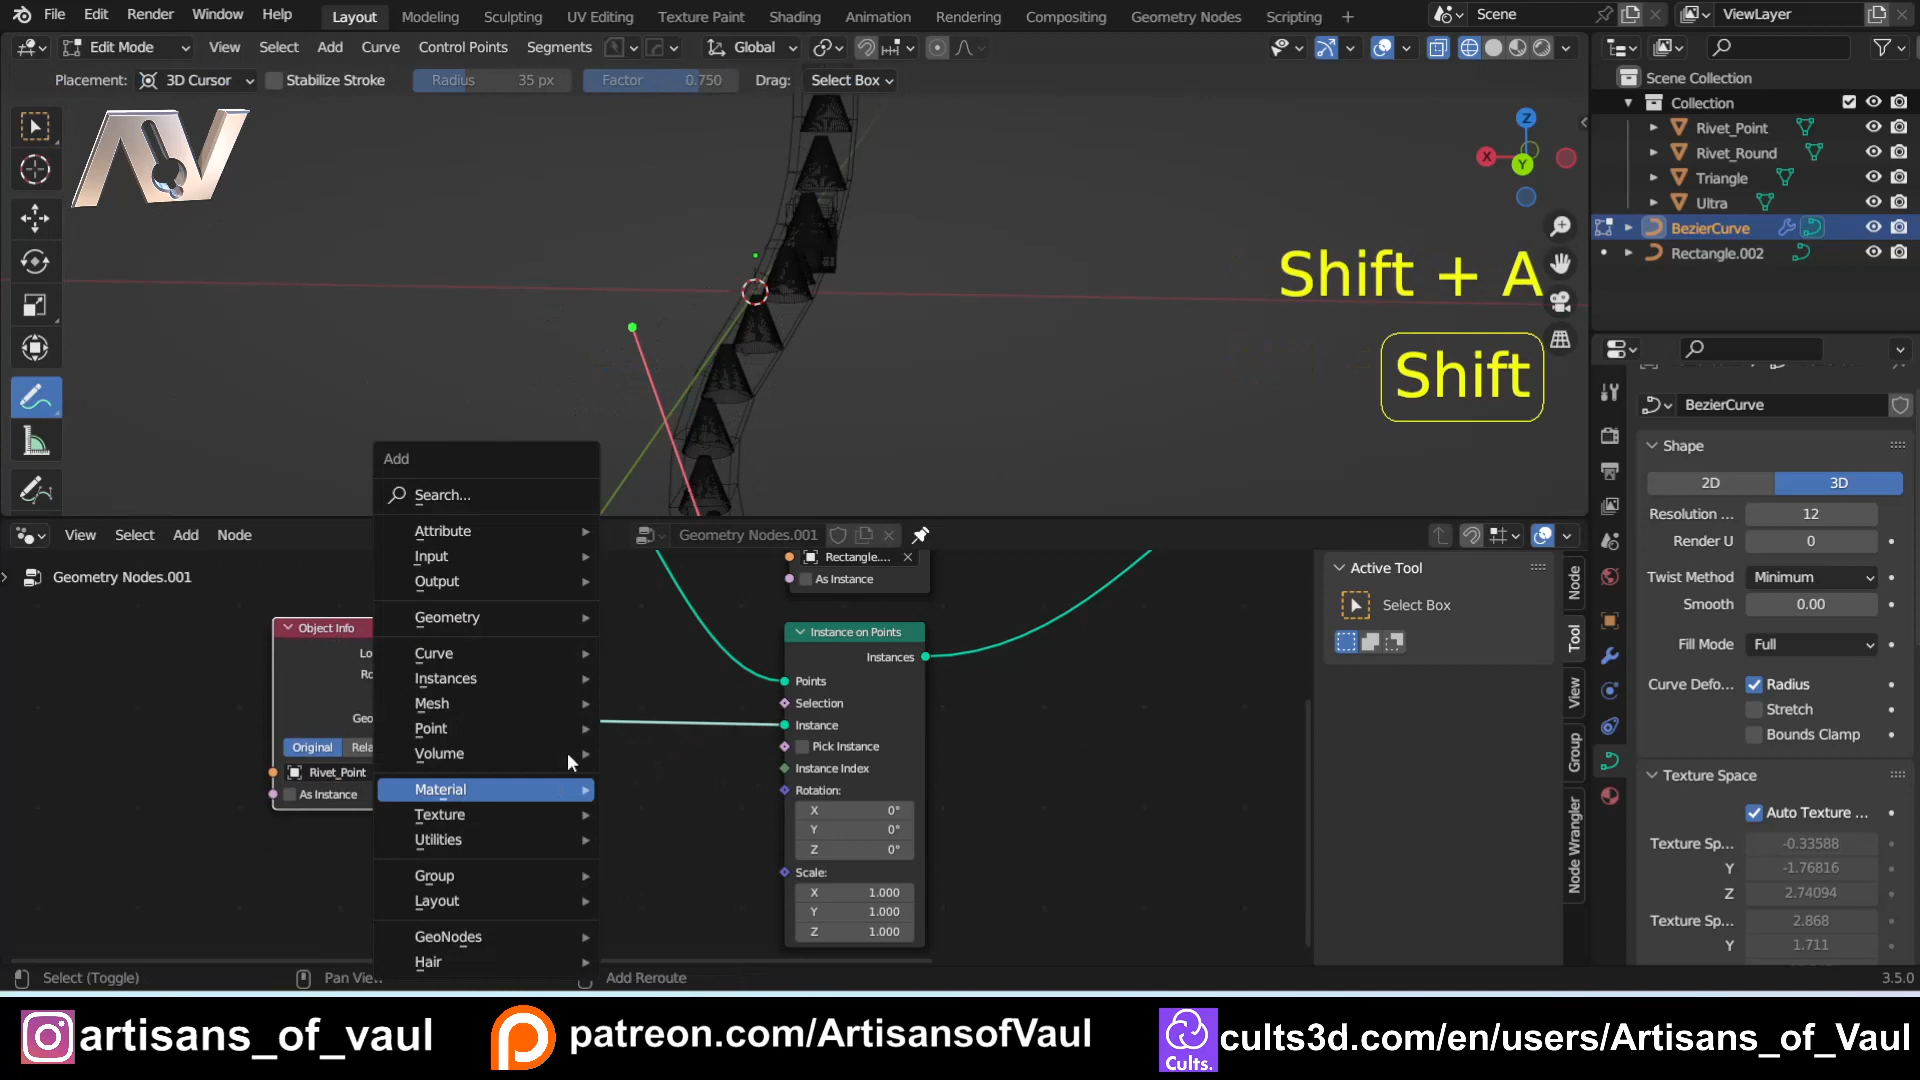 File Edit Render Window Help Layout Modeling Sculpting UV Editing Texture Paint Shading Animation Rendering Compositing Geometry Nodes Scripting + Scene ViewLayer
Edit Mode View Select Add Curve Control Points Segments Global
Placement: 3D Cursor Stabilize Stroke Radius 35 px Factor 0.750 Drag: Select Box
Scene Collection
Collection
Rivet_Point
Rivet_Round
Triangle
Ultra
BezierCurve
Rectangle.002
Z
X
Y
Shift + A
Shift
BezierCurve
Shape
2D 3D
Resolution ... 12
Render U 0
Twist Method Minimum
Smooth 0.00
Fill Mode Full
Curve Defo... Radius
Stretch
Bounds Clamp
Texture Space
Auto Texture ...
Texture Sp... -0.33588
Y -1.76816
Z 2.74094
Texture Sp... 2.868
Y 1.711
View Select Add Node
Geometry Nodes.001
Geometry Nodes.001
Object Info
Lo
Ro
Geo
Original Rela
Rivet_Point
As Instance
Add
Search...
Attribute
Input
Output
Geometry
Curve
Instances
Mesh
Point
Volume
Material
Texture
Utilities
Group
Layout
GeoNodes
Hair
Rectangle....
As Instance
Instance on Points
Instances
Points
Selection
Instance
Pick Instance
Instance Index
Rotation:
X 0°
Y 0°
Z 0°
Scale:
X 1.000
Y 1.000
Z 1.000
Active Tool
Select Box
Node
Tool
View
Group
Node Wrangler
Select (Toggle) Pan View Add Reroute 3.5.0
artisans_of_vaul patreon.com/ArtisansofVaul Cults. cults3d.com/en/users/Artisans_of_Vaul